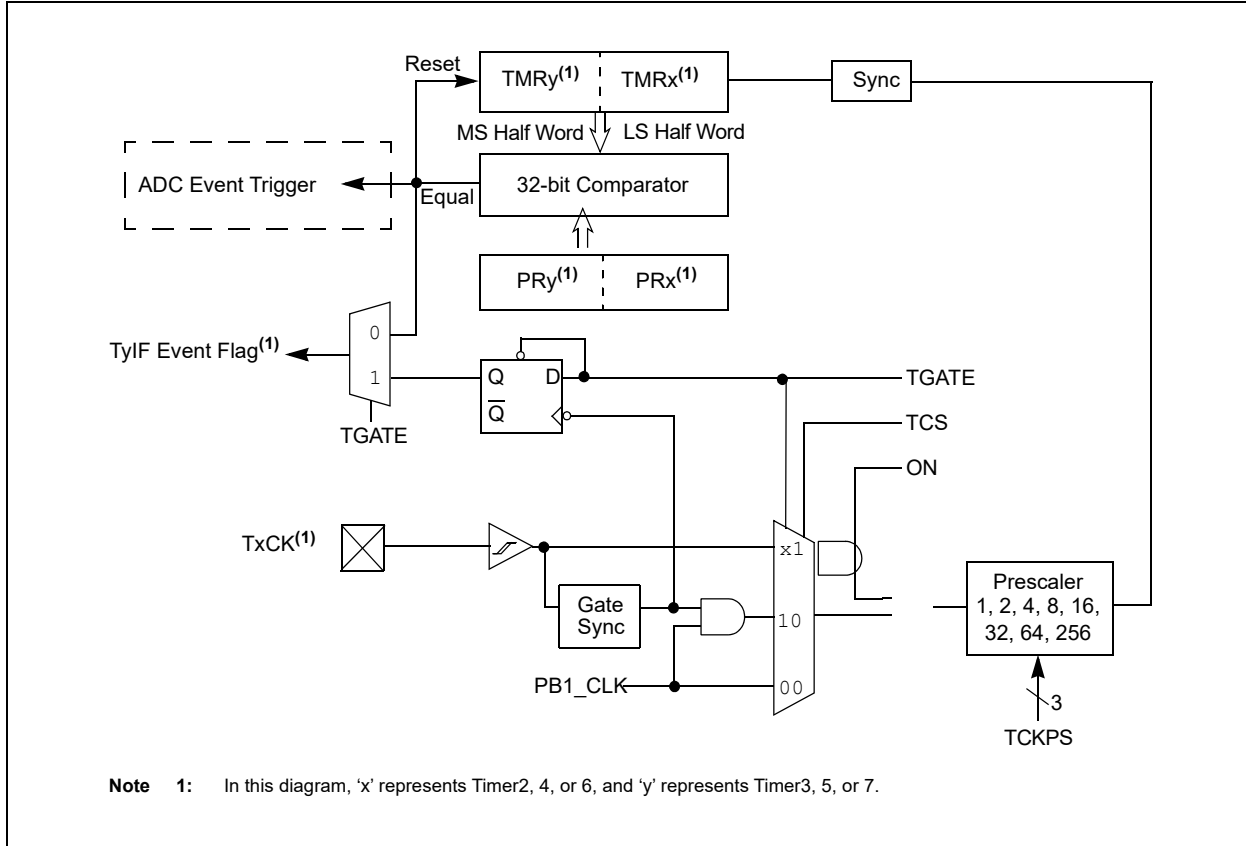 Reset
TMRy(1)
TMRx(1)
Sync
MS Half Word
LS Half Word
ADC Event Trigger
Equal
32-bit Comparator
PRy(1)
PRx(1)
0
TyIF Event Flag(1)
1
Q
D
Q
TGATE
TGATE
TCS
ON
TxCK(1)
x1
Gate
Sync
10
Prescaler
1, 2, 4, 8, 16,
32, 64, 256
PB1_CLK
00
3
TCKPS
Note 1: In this diagram, ‘x’ represents Timer2, 4, or 6, and ‘y’ represents Timer3, 5, or 7.